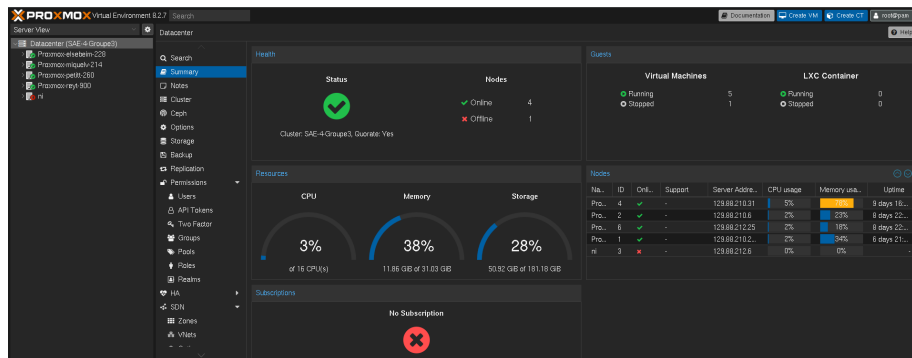 PROXMOX Virtual Environment 8.2.7 Search
Documentation Create VM Create CT root@pam
Server View
Datacenter
Help
Datacenter (SAE-4-Groupe3)
Proxmox-elsebeim-228
Proxmox-miquelv-214
Proxmox-petitt-260
Proxmox-reyt-900
ni
Search
Summary
Notes
Cluster
Ceph
Options
Storage
Backup
Replication
Permissions
Users
API Tokens
Two Factor
Groups
Pools
Roles
Realms
HA
SDN
Zones
VNets
Health
Status
Nodes
Online 4
Offline 1
Cluster: SAE-4-Groupe3, Quorate: Yes
Guests
Virtual Machines
Running 5
Stopped 1
LXC Container
Running 0
Stopped 0
Resources
CPU
3%
of 16 CPU(s)
Memory
38%
11.86 GiB of 31.03 GiB
Storage
28%
50.92 GiB of 181.18 GiB
Nodes
Na... ID Onli... Support Server Addre... CPU usage Memory usa... Uptime
Pro... 4 - 129.88.210.31 5% 9 days 16:...
Pro... 2 - 129.88.210.6 2% 23% 8 days 22:...
Pro... 6 - 129.88.212.25 2% 18% 8 days 22:...
Pro... 1 - 129.88.210.2... 2% 34% 6 days 21:...
ni 3 - 129.88.212.6 0% 0%
Subscriptions
No Subscription